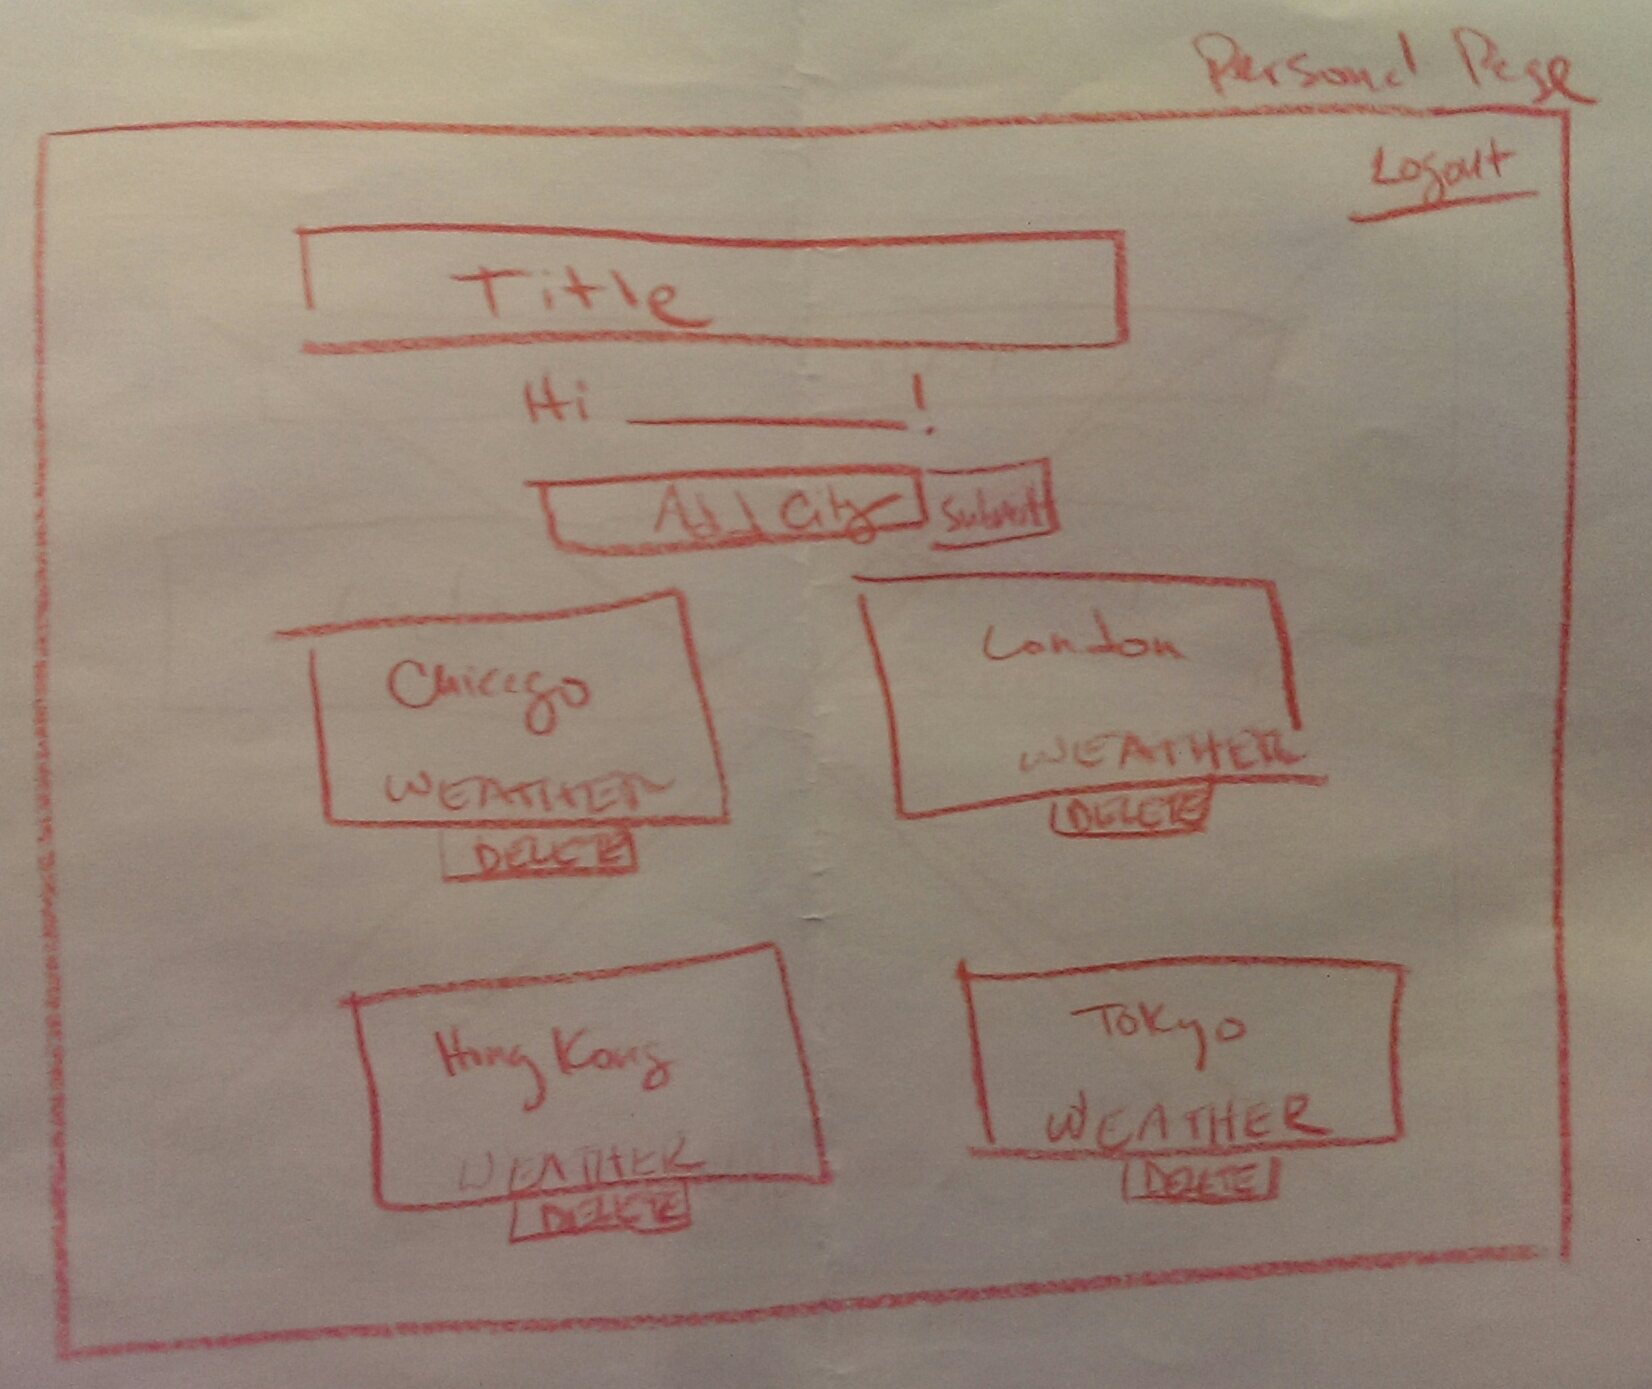 Personal Page
Logout
Title
Hi ________!
Add City Submit
Chicago
WEATHER
DELETE
London
WEATHER
DELETE
Hong Kong
WEATHER
DELETE
Tokyo
WEATHER
DELETE